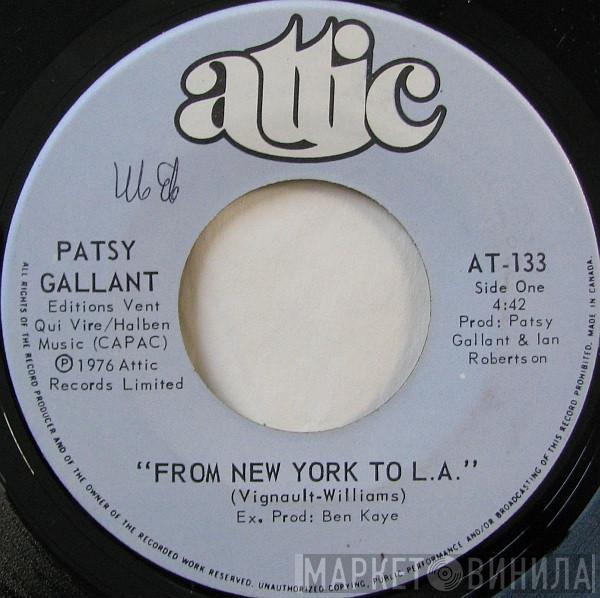 attic
PATSY
GALLANT
Editions Vent
Qui Vire/Halben
Music (CAPAC)
℗ 1976 Attic
Records Limited
AT-133
Side One
4:42
Prod: Patsy
Gallant & Ian
Robertson
"FROM NEW YORK TO L.A."
(Vignault-Williams)
Ex. Prod: Ben Kaye
ALL RIGHTS OF THE RECORD PRODUCER AND OF THE OWNER OF THE RECORDED WORK RESERVED. UNAUTHORIZED COPYING, PUBLIC PERFORMANCE AND/OR BROADCASTING OF THIS RECORD PROHIBITED. MADE IN CANADA.
МАРКЕТ ВИНИЛА